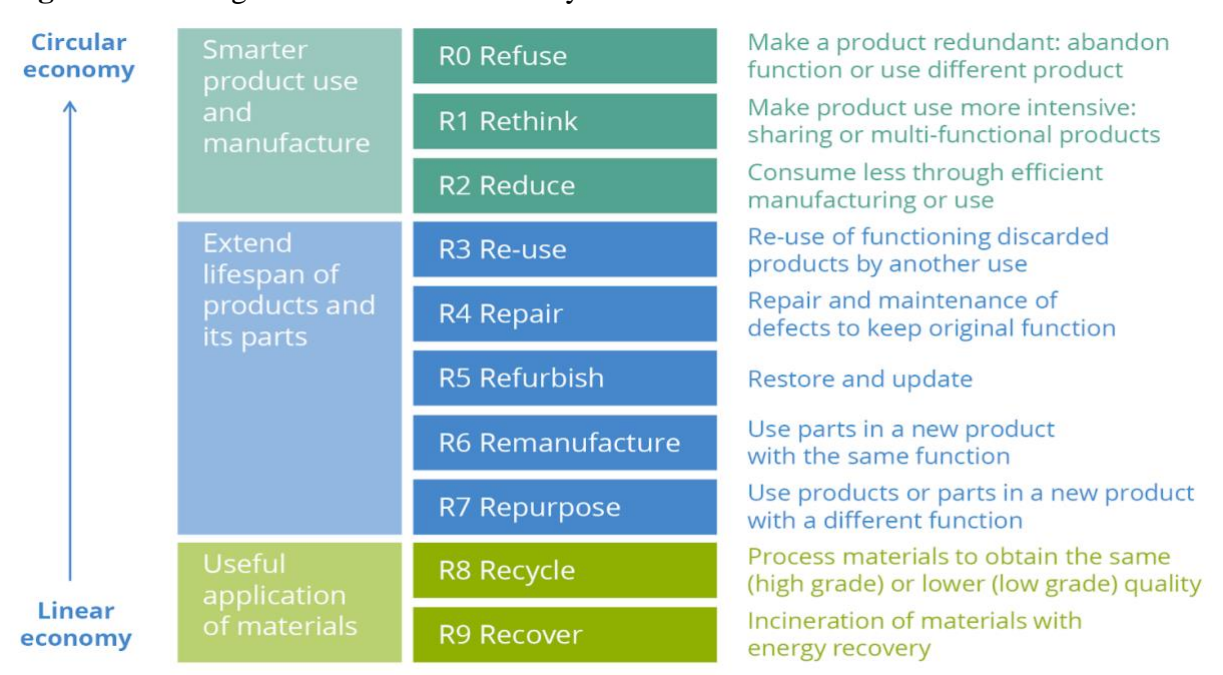 Circular
economy
Linear
economy
Smarter
product use
and
manufacture
R0 Refuse
Make a product redundant: abandon
function or use different product
R1 Rethink
Make product use more intensive:
sharing or multi-functional products
R2 Reduce
Consume less through efficient
manufacturing or use
Extend
lifespan of
products and
its parts
R3 Re-use
Re-use of functioning discarded
products by another use
R4 Repair
Repair and maintenance of
defects to keep original function
R5 Refurbish
Restore and update
R6 Remanufacture
Use parts in a new product
with the same function
R7 Repurpose
Use products or parts in a new product
with a different function
Useful
application
of materials
R8 Recycle
Process materials to obtain the same
(high grade) or lower (low grade) quality
R9 Recover
Incineration of materials with
energy recovery